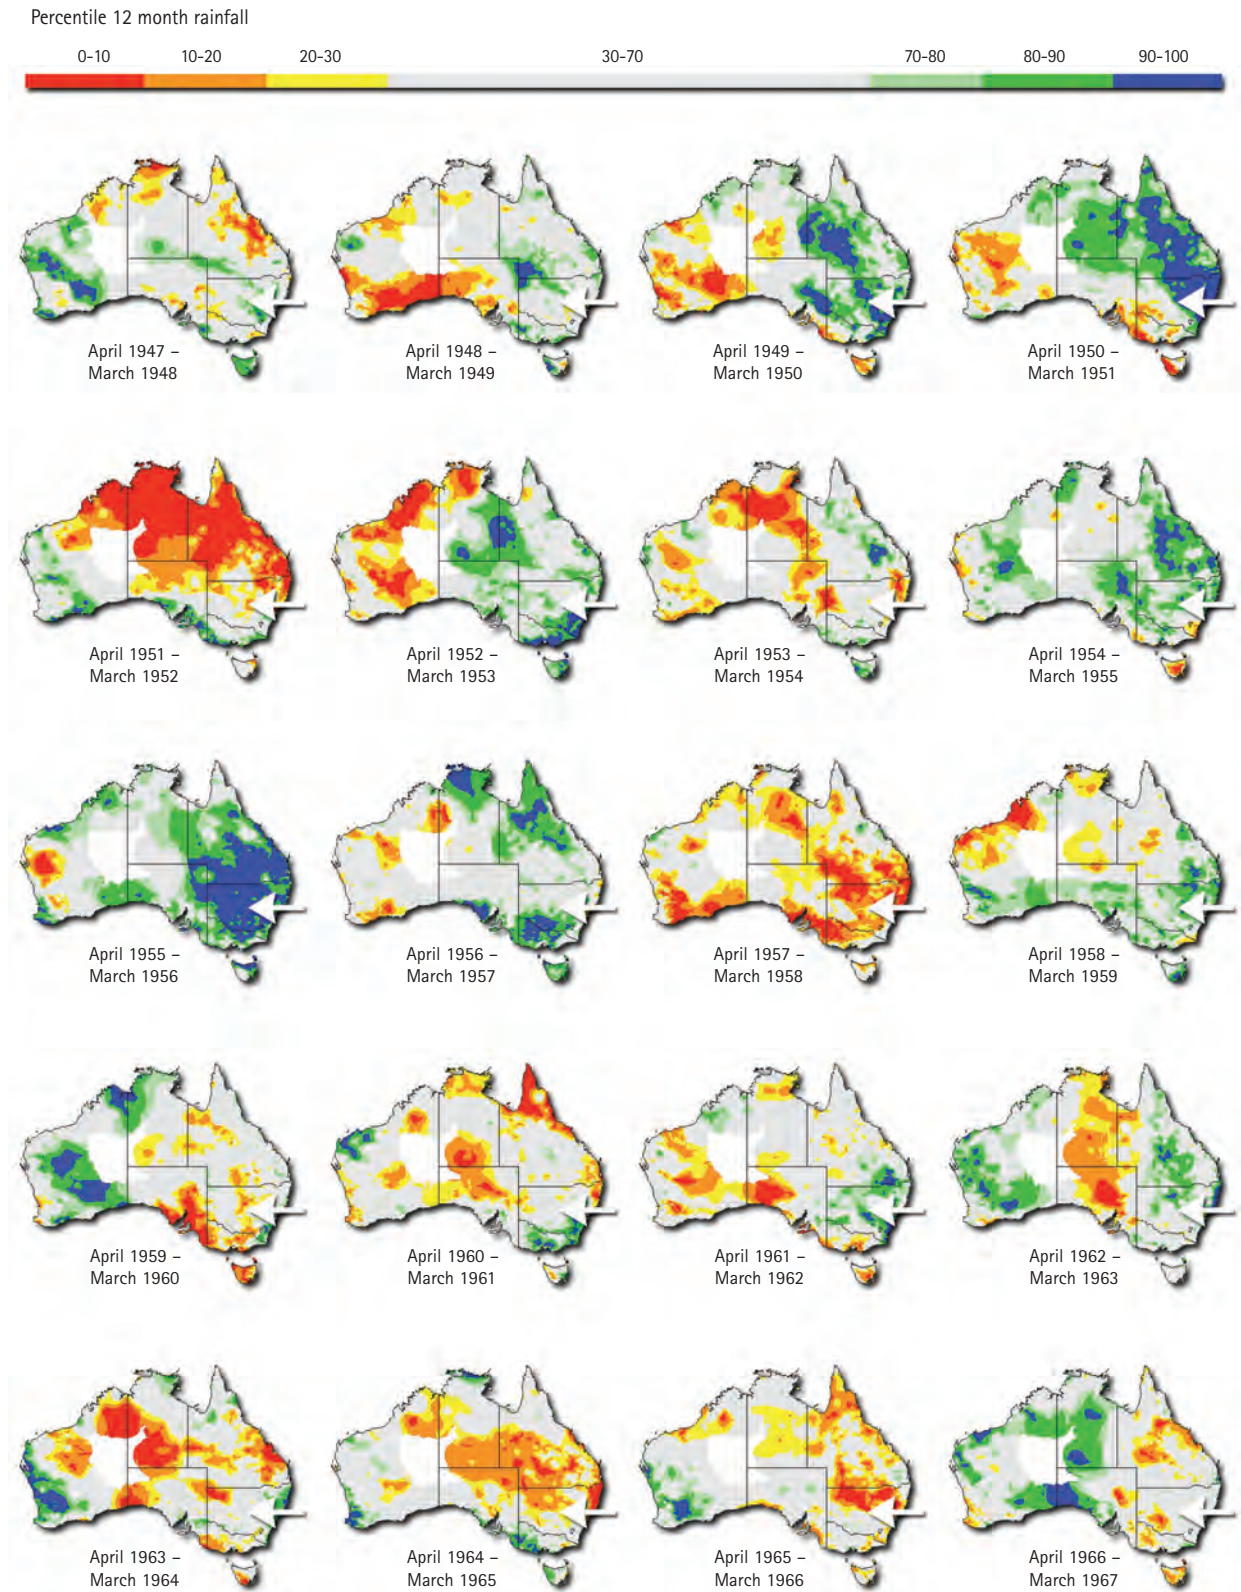 Percentile 12 month rainfall
0-10 10-20 20-30 30-70 70-80 80-90 90-100
April 1947 – April 1948 – April 1949 – April 1950 –
March 1948 March 1949 March 1950 March 1951
April 1951 – April 1952 – April 1953 – April 1954 –
March 1952 March 1953 March 1954 March 1955
April 1955 – April 1956 – April 1957 – April 1958 –
March 1956 March 1957 March 1958 March 1959
April 1959 – April 1960 – April 1961 – April 1962 –
March 1960 March 1961 March 1962 March 1963
April 1963 – April 1964 – April 1965 – April 1966 –
March 1964 March 1965 March 1966 March 1967